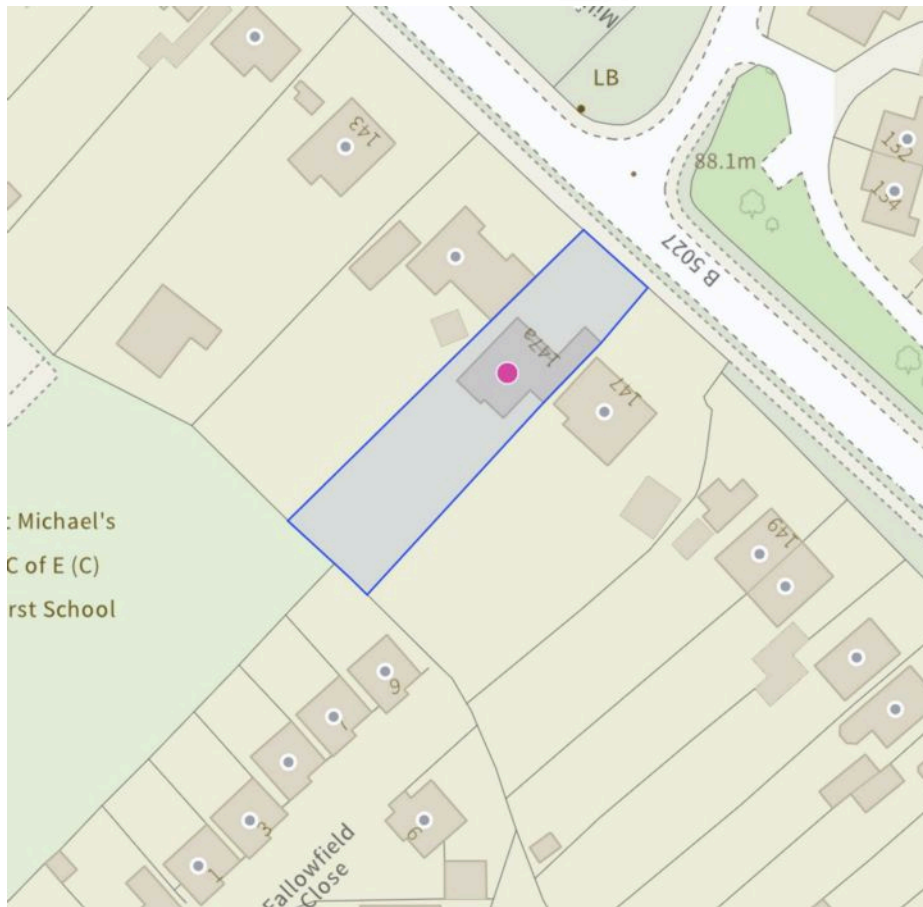 LB
143
88.1m
132
134
B 5027
147a
147
149
Michael's
C of E (C)
rst School
9
3
1
6
Fallowfield
Close